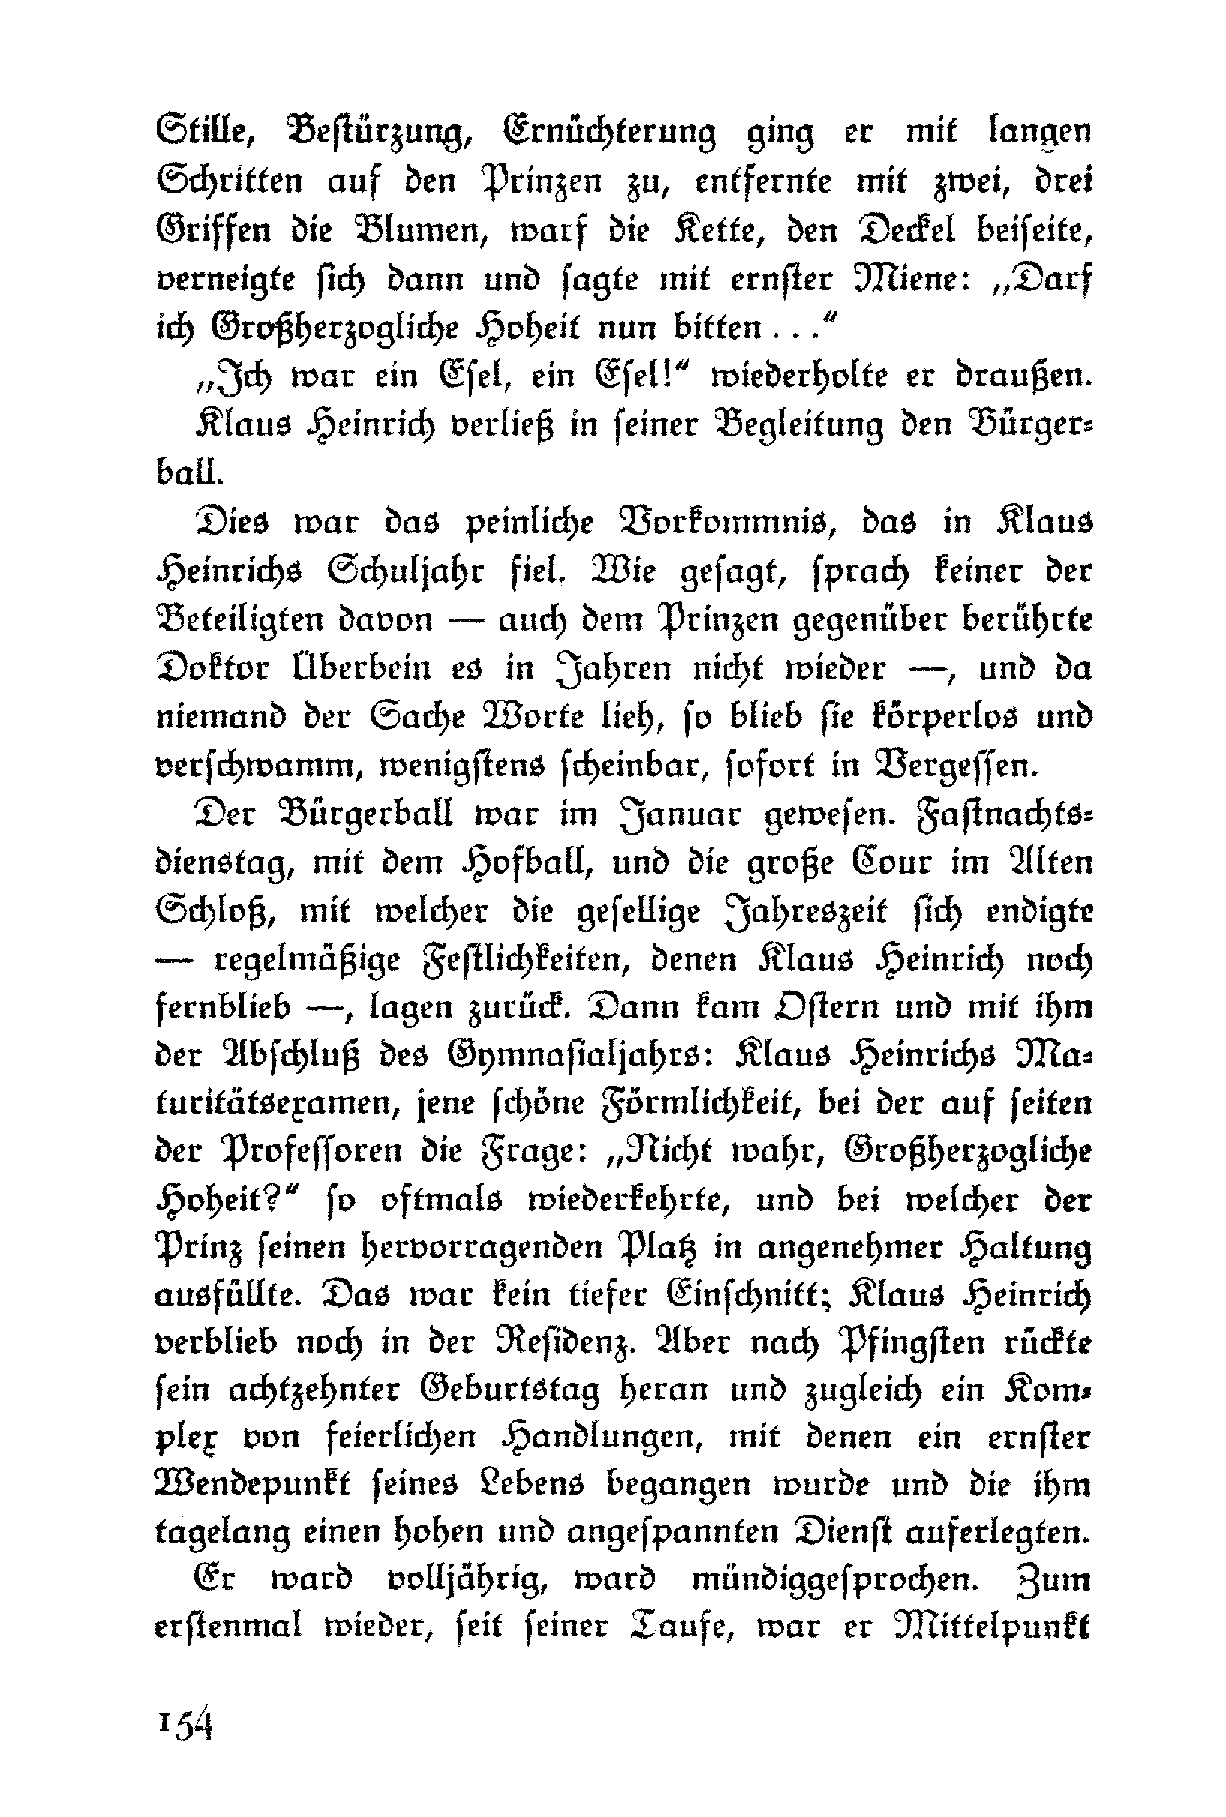 Stille, Bestürzung, Ernüchterung ging er mit langen
Schritten auf den Prinzen zu, entfernte mit zwei, drei
Griffen die Blumen, warf die Kette, den Deckel beiseite,
verneigte sich dann und sagte mit ernster Miene: „Darf
ich Großherzogliche Hoheit nun bitten . . .“
„Ich war ein Esel, ein Esel!“ wiederholte er draußen.
Klaus Heinrich verließ in seiner Begleitung den Bürger-
ball.
Dies war das peinliche Vorkommnis, das in Klaus
Heinrichs Schuljahr fiel. Wie gesagt, sprach keiner der
Beteiligten davon — auch dem Prinzen gegenüber berührte
Doktor Überbein es in Jahren nicht wieder —, und da
niemand der Sache Worte lieh, so blieb sie körperlos und
verschwamm, wenigstens scheinbar, sofort in Vergessen.
Der Bürgerball war im Januar gewesen. Fastnachts-
dienstag, mit dem Hofball, und die große Cour im Alten
Schloß, mit welcher die gesellige Jahreszeit sich endigte
— regelmäßige Festlichkeiten, denen Klaus Heinrich noch
fernblieb —, lagen zurück. Dann kam Ostern und mit ihm
der Abschluß des Gymnasialjahrs: Klaus Heinrichs Ma-
turitätsexamen, jene schöne Förmlichkeit, bei der auf seiten
der Professoren die Frage: „Nicht wahr, Großherzogliche
Hoheit?“ so oftmals wiederkehrte, und bei welcher der
Prinz seinen hervorragenden Platz in angenehmer Haltung
ausfüllte. Das war kein tiefer Einschnitt; Klaus Heinrich
verblieb noch in der Residenz. Aber nach Pfingsten rückte
sein achtzehnter Geburtstag heran und zugleich ein Kom-
plex von feierlichen Handlungen, mit denen ein ernster
Wendepunkt seines Lebens begangen wurde und die ihm
tagelang einen hohen und angespannten Dienst auferlegten.
Er ward volljährig, ward mündiggesprochen. Zum
erstenmal wieder, seit seiner Taufe, war er Mittelpunkt
154